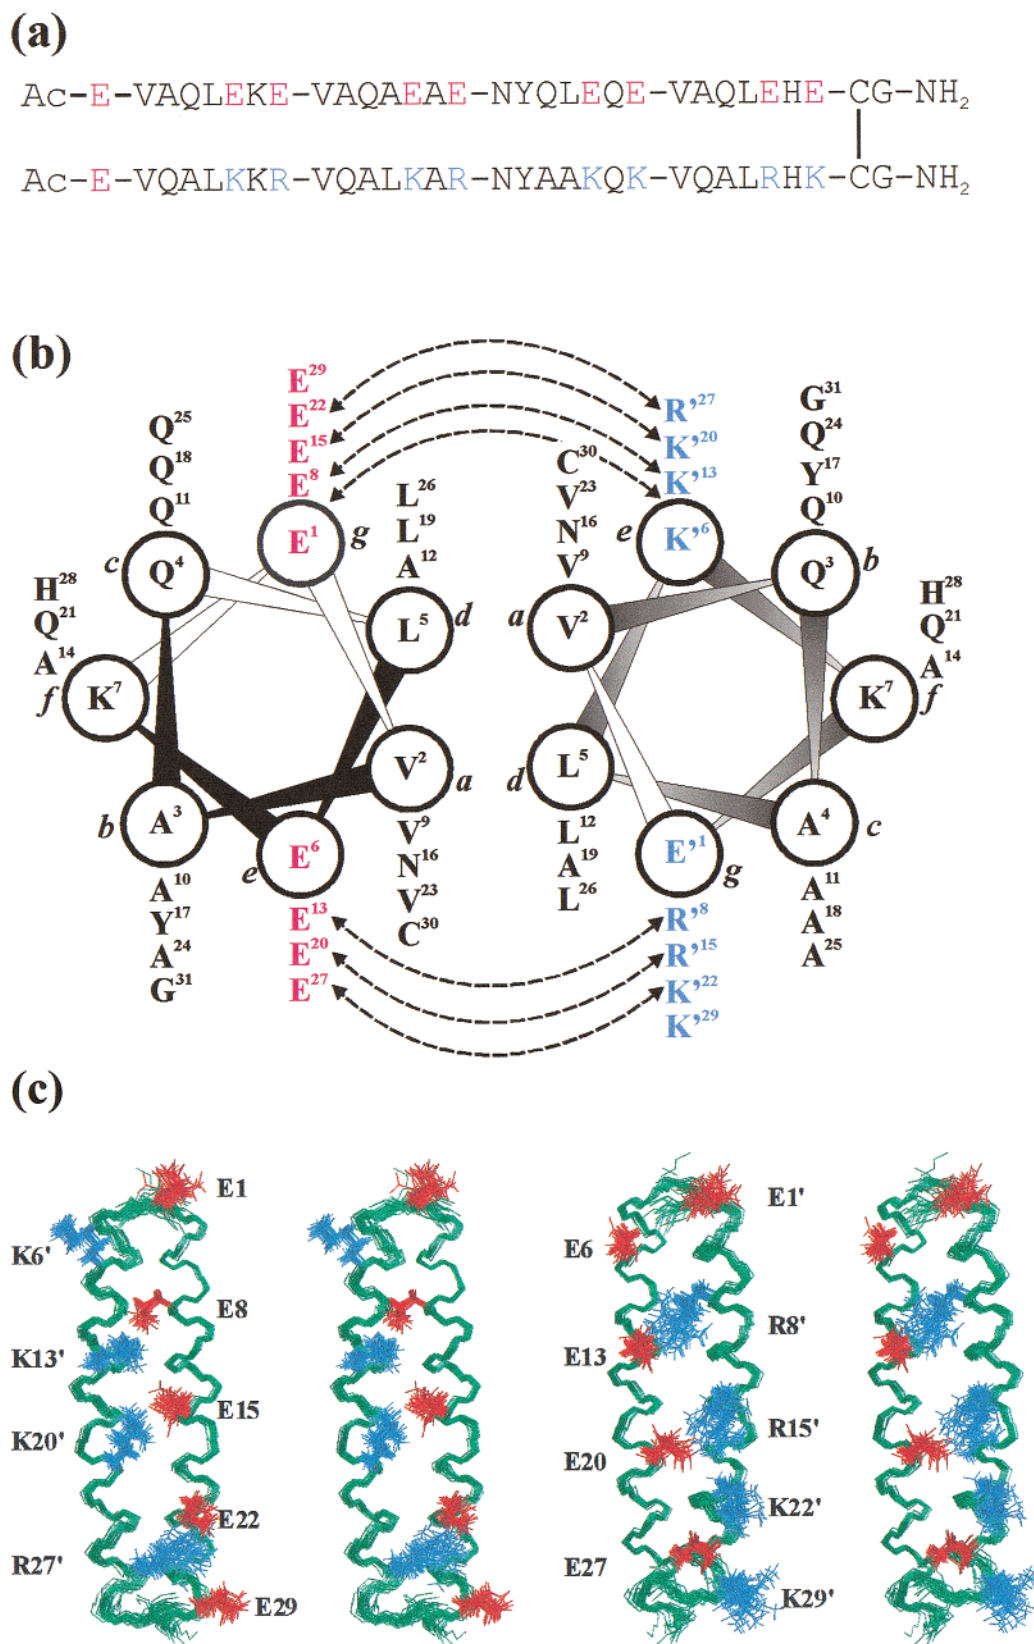 (a)
Ac-E-VAQLEKE-VAQAEAE-NYQLEQE-VAQLEHE-CG-NH₂
Ac-E-VQALKKR-VQALKAR-NYAAKQK-VQALRHK-CG-NH₂
(b)
E²⁹
E²²
E¹⁵
E⁸
E¹
g
Q²⁵
Q¹⁸
Q¹¹
Q⁴
c
L²⁶
L¹⁹
A¹²
L⁵
d
H²⁸
Q²¹
A¹⁴
K⁷
f
V²
a
V⁹
N¹⁶
V²³
C³⁰
A³
b
A¹⁰
Y¹⁷
A²⁴
G³¹
E⁶
e
E¹³
E²⁰
E²⁷
R'²⁷
K'²⁰
K'¹³
K'⁶
e
C³⁰
V²³
N¹⁶
V⁹
V²
a
G³¹
Q²⁴
Y¹⁷
Q¹⁰
Q³
b
H²⁸
Q²¹
A¹⁴
K⁷
f
L⁵
d
L¹²
A¹⁹
L²⁶
E'¹
g
R'⁸
R'¹⁵
K'²²
K'²⁹
A⁴
c
A¹¹
A¹⁸
A²⁵
(c)
E1
K6'
E8
K13'
E15
K20'
E22
R27'
E29
E1'
E6
R8'
E13
R15'
E20
K22'
E27
K29'